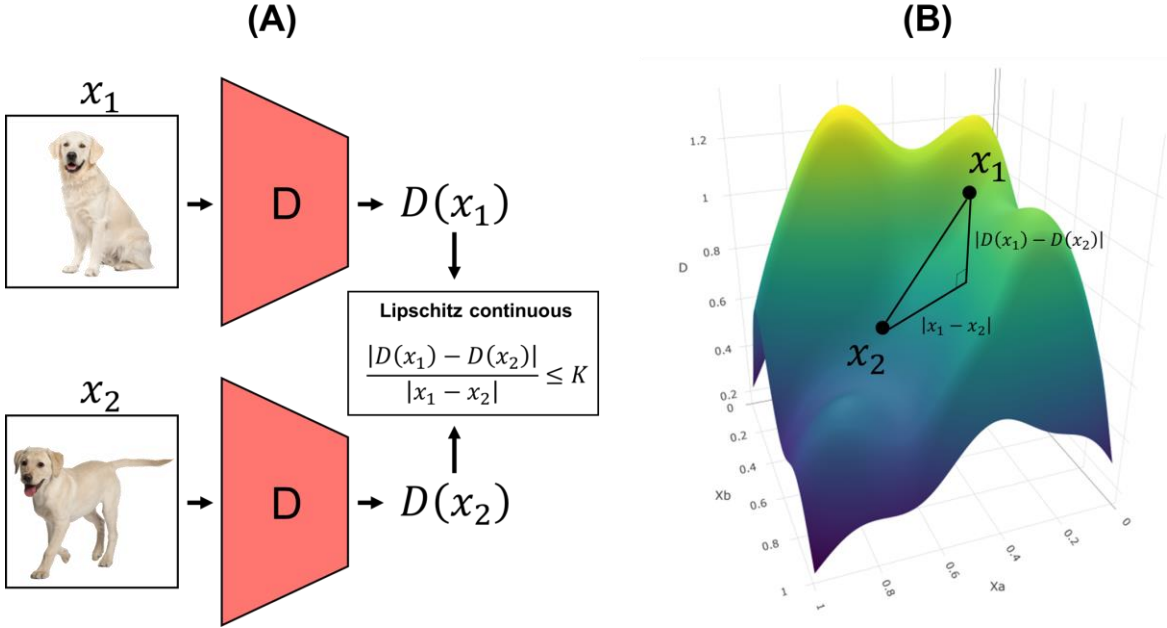 (A)
x₁
D
D(x₁)
Lipschitz continuous
|D(x₁) − D(x₂)|
|x₁ − x₂|
≤ K
x₂
D
D(x₂)
(B)
1.2
1
0.8
0.6
0.4
0.2
D
x₁
|D(x₁) − D(x₂)|
|x₁ − x₂|
x₂
0
0.2
0.4
0.6
0.8
1
Xb
1
0.8
0.6
0.4
0.2
0
Xa